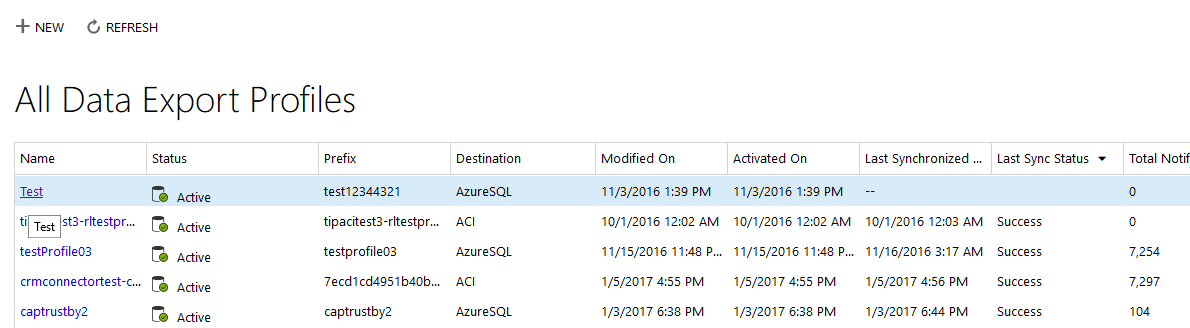 NEW REFRESH
All Data Export Profiles
Name Status Prefix Destination Modified On Activated On Last Synchronized ... Last Sync Status Total Notif
Test Active test12344321 AzureSQL 11/3/2016 1:39 PM 11/3/2016 1:39 PM -- 0
tipacitest3-rltestpr... Active tipacitest3-rltestpr... ACI 10/1/2016 12:02 AM 10/1/2016 12:02 AM 10/1/2016 12:03 AM Success 0
Test
testProfile03 Active testprofile03 AzureSQL 11/15/2016 11:48 P... 11/15/2016 11:48 P... 11/16/2016 3:17 AM Success 7,254
crmconnectortest-c... Active 7ecd1cd4951b40b... ACI 1/5/2017 4:55 PM 1/5/2017 4:55 PM 1/5/2017 4:56 PM Success 7,297
captrustby2 Active captrustby2 AzureSQL 1/3/2017 6:38 PM 1/3/2017 6:38 PM 1/3/2017 6:44 PM Success 104